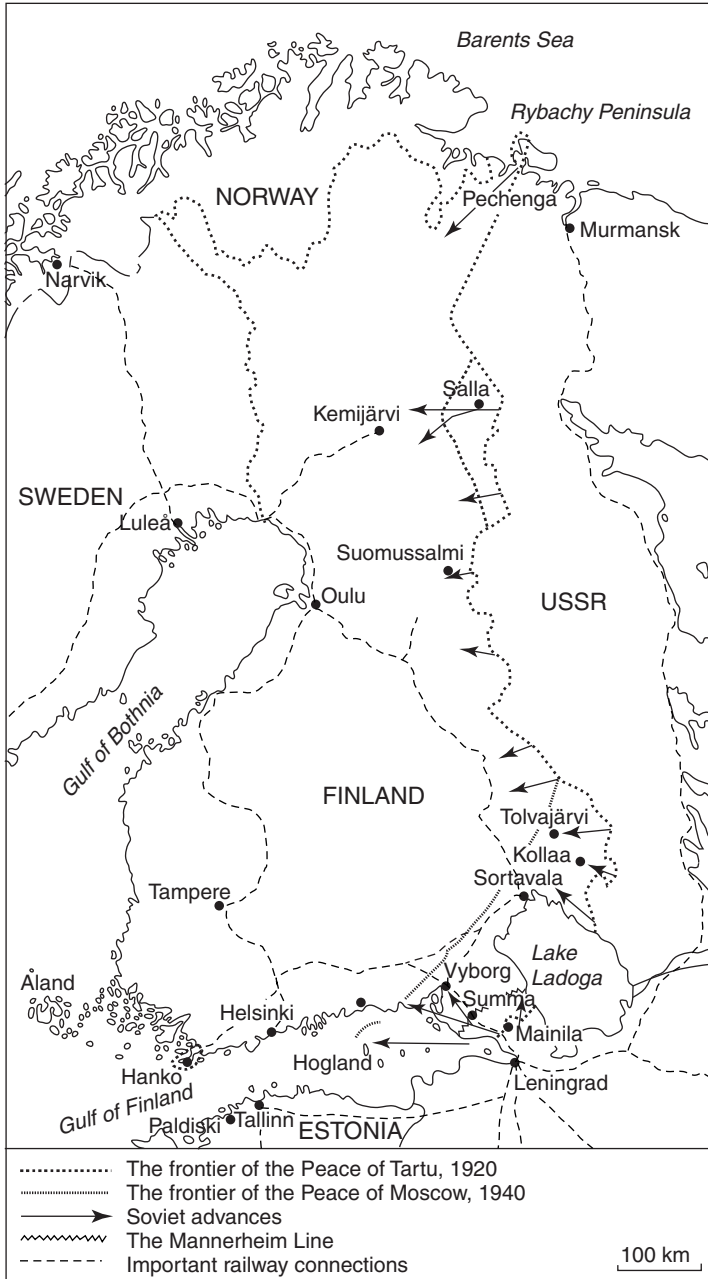 Barents Sea
Rybachy Peninsula
NORWAY
Pechenga
Murmansk
Narvik
Salla
Kemijärvi
SWEDEN
Luleå
Suomussalmi
Oulu
USSR
Gulf of Bothnia
FINLAND
Tolvajärvi
Kollaa
Tampere
Sortavala
Lake
Ladoga
Åland
Vyborg
Summa
Helsinki
Mainila
Hogland
Hanko
Leningrad
Gulf of Finland
Tallinn
Paldiski
ESTONIA
The frontier of the Peace of Tartu, 1920
The frontier of the Peace of Moscow, 1940
Soviet advances
The Mannerheim Line
Important railway connections
100 km